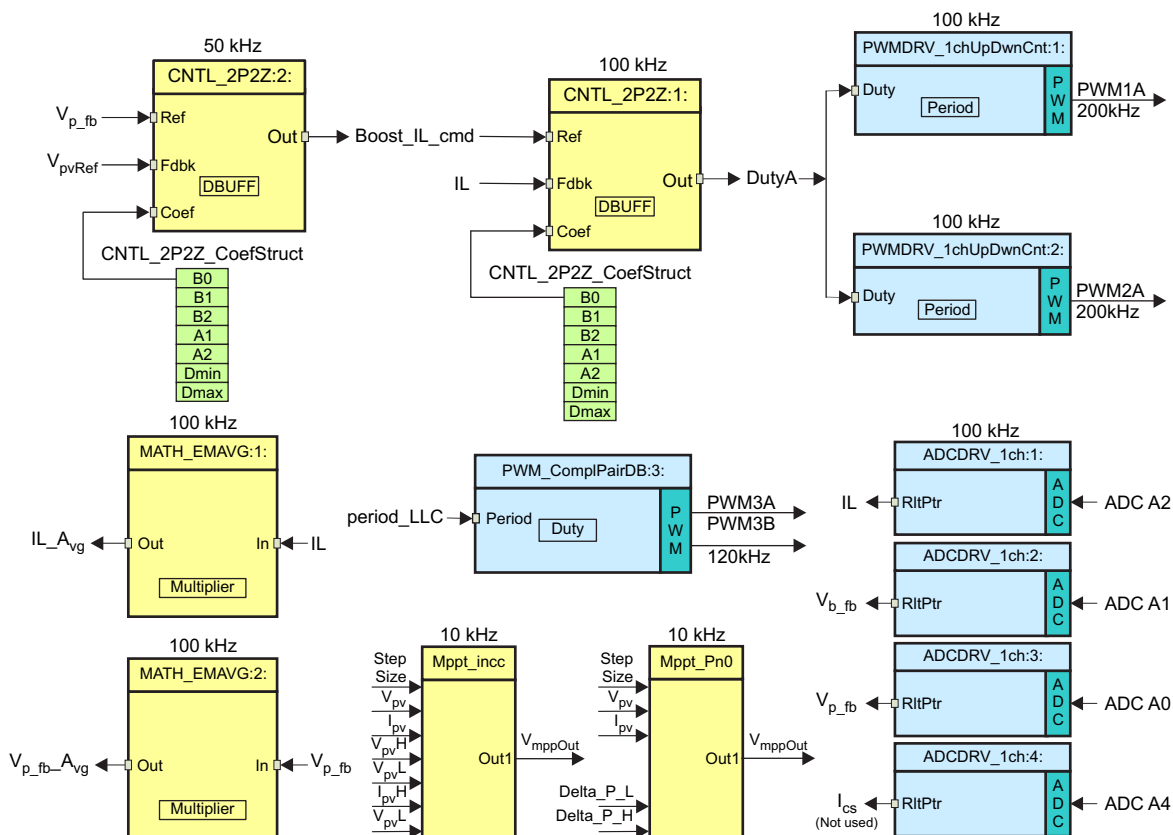 50 kHz
CNTL_2P2Z:2:
Vp_fb
Ref
Out
VpvRef
Fdbk
DBUFF
Coef
CNTL_2P2Z_CoefStruct
B0
B1
B2
A1
A2
Dmin
Dmax
Boost_IL_cmd
100 kHz
CNTL_2P2Z:1:
Ref
IL
Fdbk
Out
DBUFF
Coef
CNTL_2P2Z_CoefStruct
B0
B1
B2
A1
A2
Dmin
Dmax
DutyA
100 kHz
PWMDRV_1chUpDwnCnt:1:
Duty
Period
P
W
M
PWM1A
200kHz
100 kHz
PWMDRV_1chUpDwnCnt:2:
Duty
Period
P
W
M
PWM2A
200kHz
100 kHz
MATH_EMAVG:1:
IL_Avg
Out
In
IL
Multiplier
PWM_ComplPairDB:3:
period_LLC
Period
Duty
P
W
M
PWM3A
PWM3B
120kHz
100 kHz
ADCDRV_1ch:1:
IL
RltPtr
A
D
C
ADC A2
ADCDRV_1ch:2:
Vb_fb
RltPtr
A
D
C
ADC A1
ADCDRV_1ch:3:
Vp_fb
RltPtr
A
D
C
ADC A0
ADCDRV_1ch:4:
Ics
(Not used)
RltPtr
A
D
C
ADC A4
100 kHz
MATH_EMAVG:2:
Vp_fb_Avg
Out
In
Vp_fb
Multiplier
10 kHz
Mppt_incc
Step
Size
Vpv
Ipv
VpvH
VpvL
IpvH
VpvL
Out1
VmppOut
10 kHz
Mppt_Pn0
Step
Size
Vpv
Ipv
Delta_P_L
Delta_P_H
Out1
VmppOut